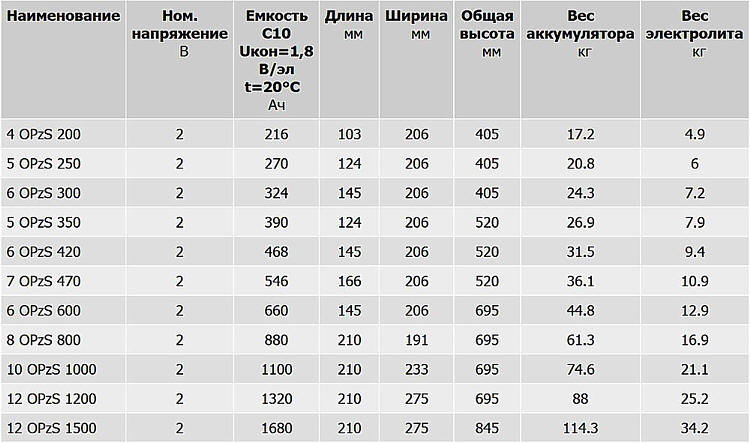 Наименование Ном. Емкость Длина Ширина Общая Вес Вес
напряжение С10 мм мм высота аккумулятора электролита
В Uкон=1,8 мм кг кг
В/эл
t=20°C
Ач
4 OPzS 200 2 216 103 206 405 17.2 4.9
5 OPzS 250 2 270 124 206 405 20.8 6
6 OPzS 300 2 324 145 206 405 24.3 7.2
5 OPzS 350 2 390 124 206 520 26.9 7.9
6 OPzS 420 2 468 145 206 520 31.5 9.4
7 OPzS 470 2 546 166 206 520 36.1 10.9
6 OPzS 600 2 660 145 206 695 44.8 12.9
8 OPzS 800 2 880 210 191 695 61.3 16.9
10 OPzS 1000 2 1100 210 233 695 74.6 21.1
12 OPzS 1200 2 1320 210 275 695 88 25.2
12 OPzS 1500 2 1680 210 275 845 114.3 34.2